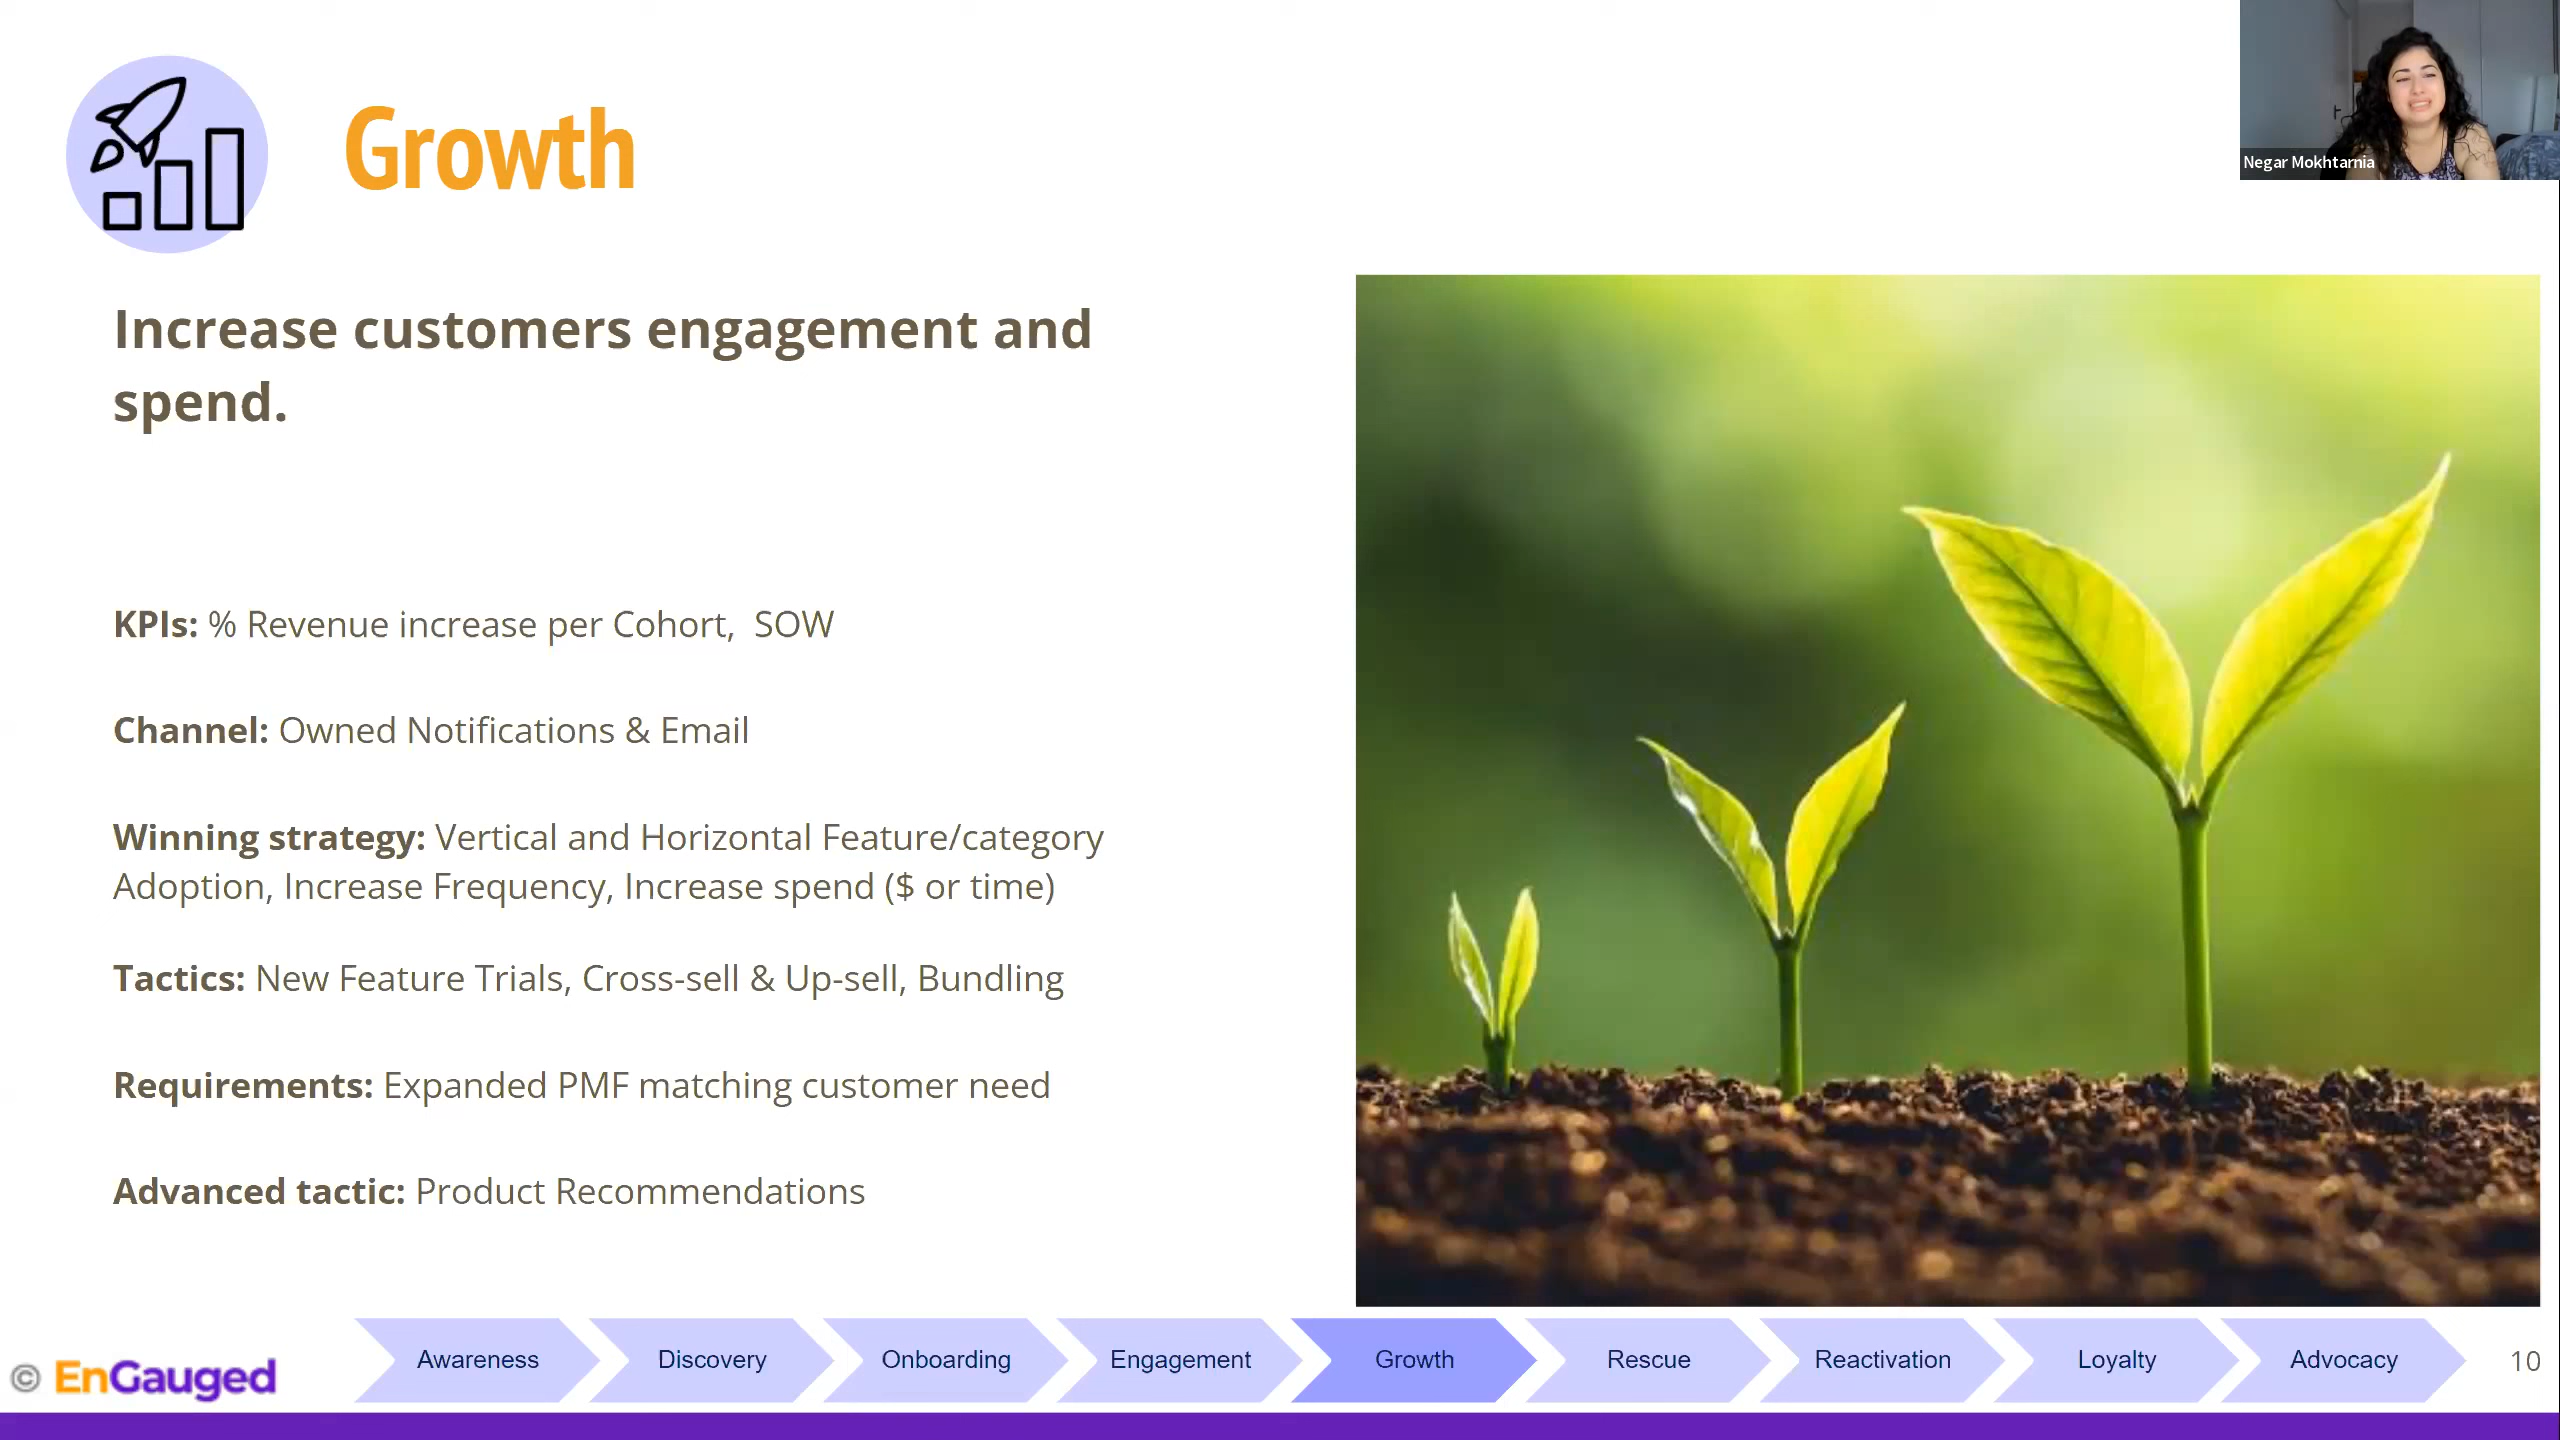 Growth
Negar Mokhtarnia
Increase customers engagement and
spend.
KPIs: % Revenue increase per Cohort,  SOW
Channel: Owned Notifications & Email
Winning strategy: Vertical and Horizontal Feature/category
Adoption, Increase Frequency, Increase spend ($ or time)
Tactics: New Feature Trials, Cross-sell & Up-sell, Bundling
Requirements: Expanded PMF matching customer need
Advanced tactic: Product Recommendations
© EnGauged
Awareness
Discovery
Onboarding
Engagement
Growth
Rescue
Reactivation
Loyalty
Advocacy
10